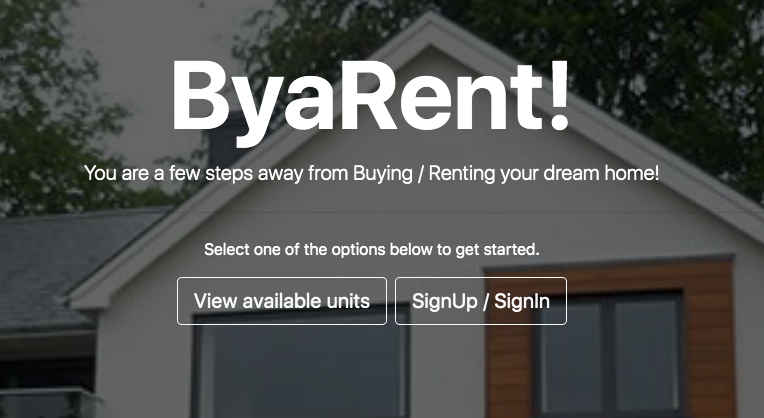 ByaRent!
You are a few steps away from Buying / Renting your dream home!
Select one of the options below to get started.
View available units SignUp / SignIn